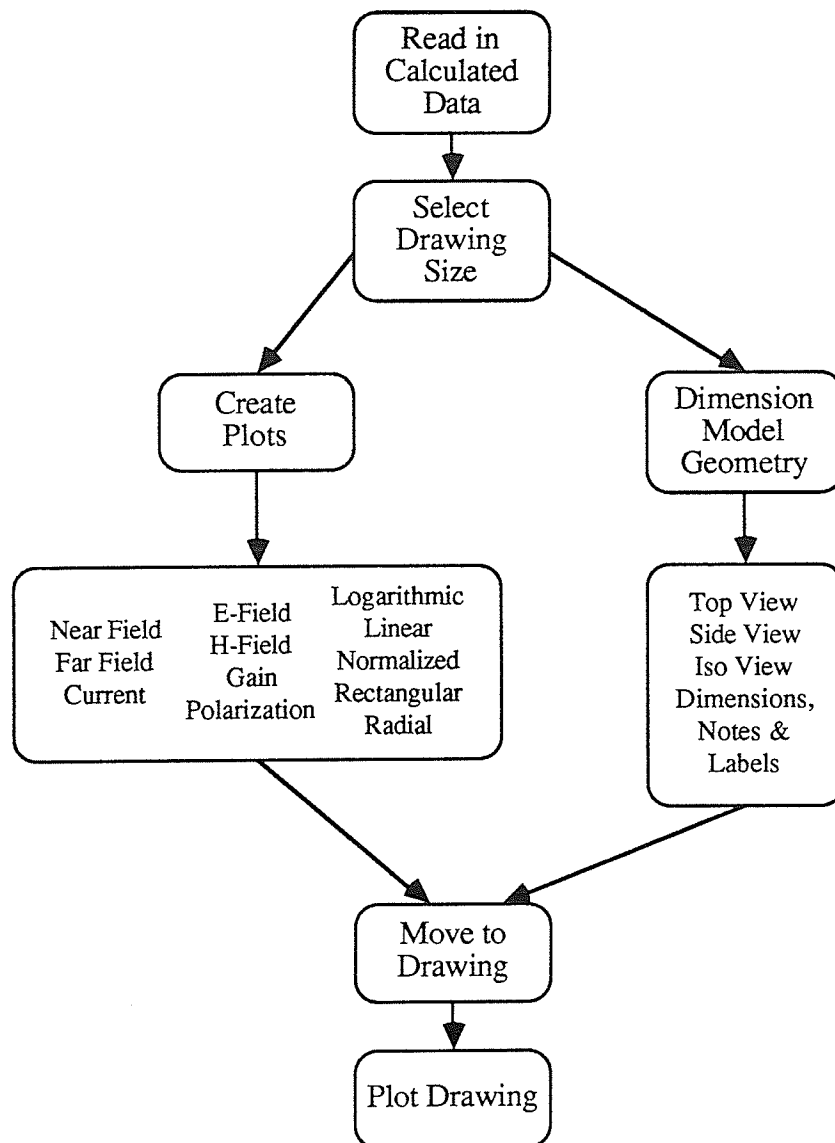 Read in
Calculated
Data
Select
Drawing
Size
Create
Plots
Dimension
Model
Geometry
Near Field
Far Field
Current
E-Field
H-Field
Gain
Polarization
Logarithmic
Linear
Normalized
Rectangular
Radial
Top View
Side View
Iso View
Dimensions,
Notes &
Labels
Move to
Drawing
Plot Drawing